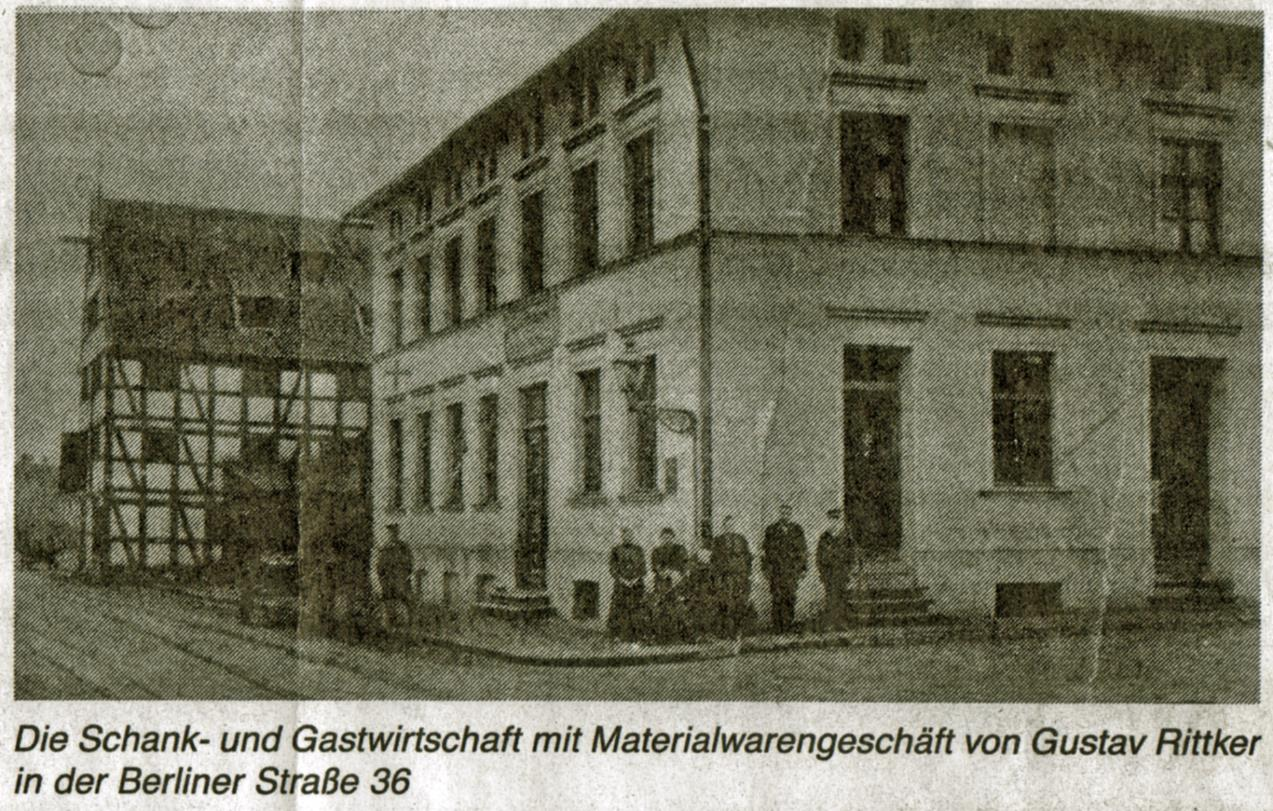 Die Schank- und Gastwirtschaft mit Materialwarengeschäft von Gustav Rittker
in der Berliner Straße 36